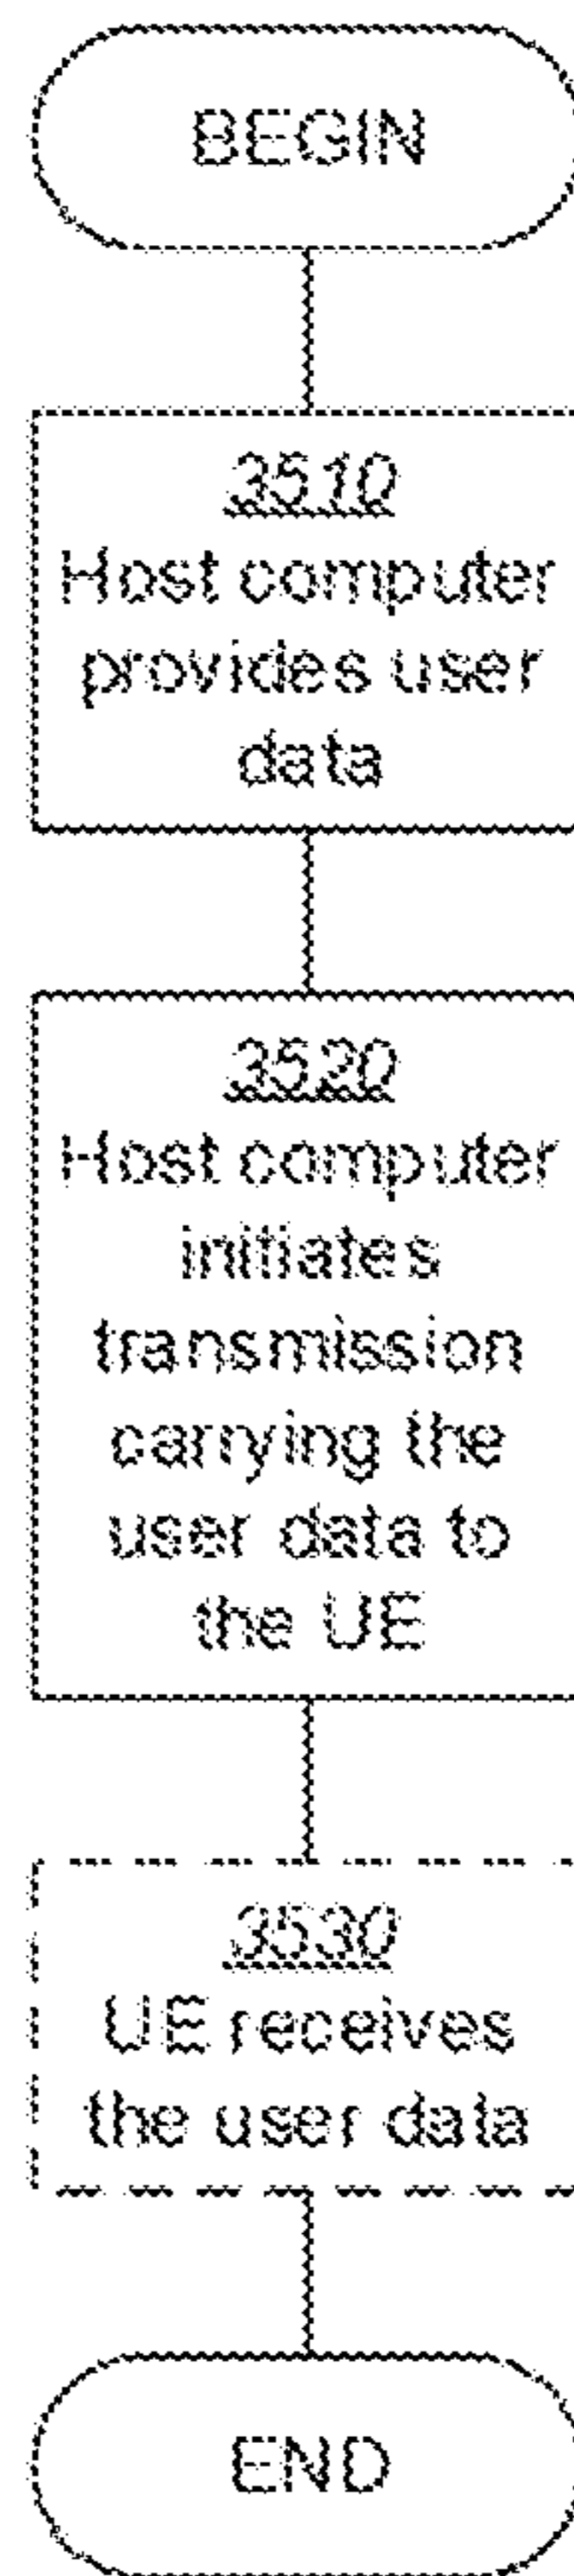 BEGIN
3510
Host computer
provides user
data
3520
Host computer
initiates
transmission
carrying the
user data to
the UE
3530
UE receives
the user data
END